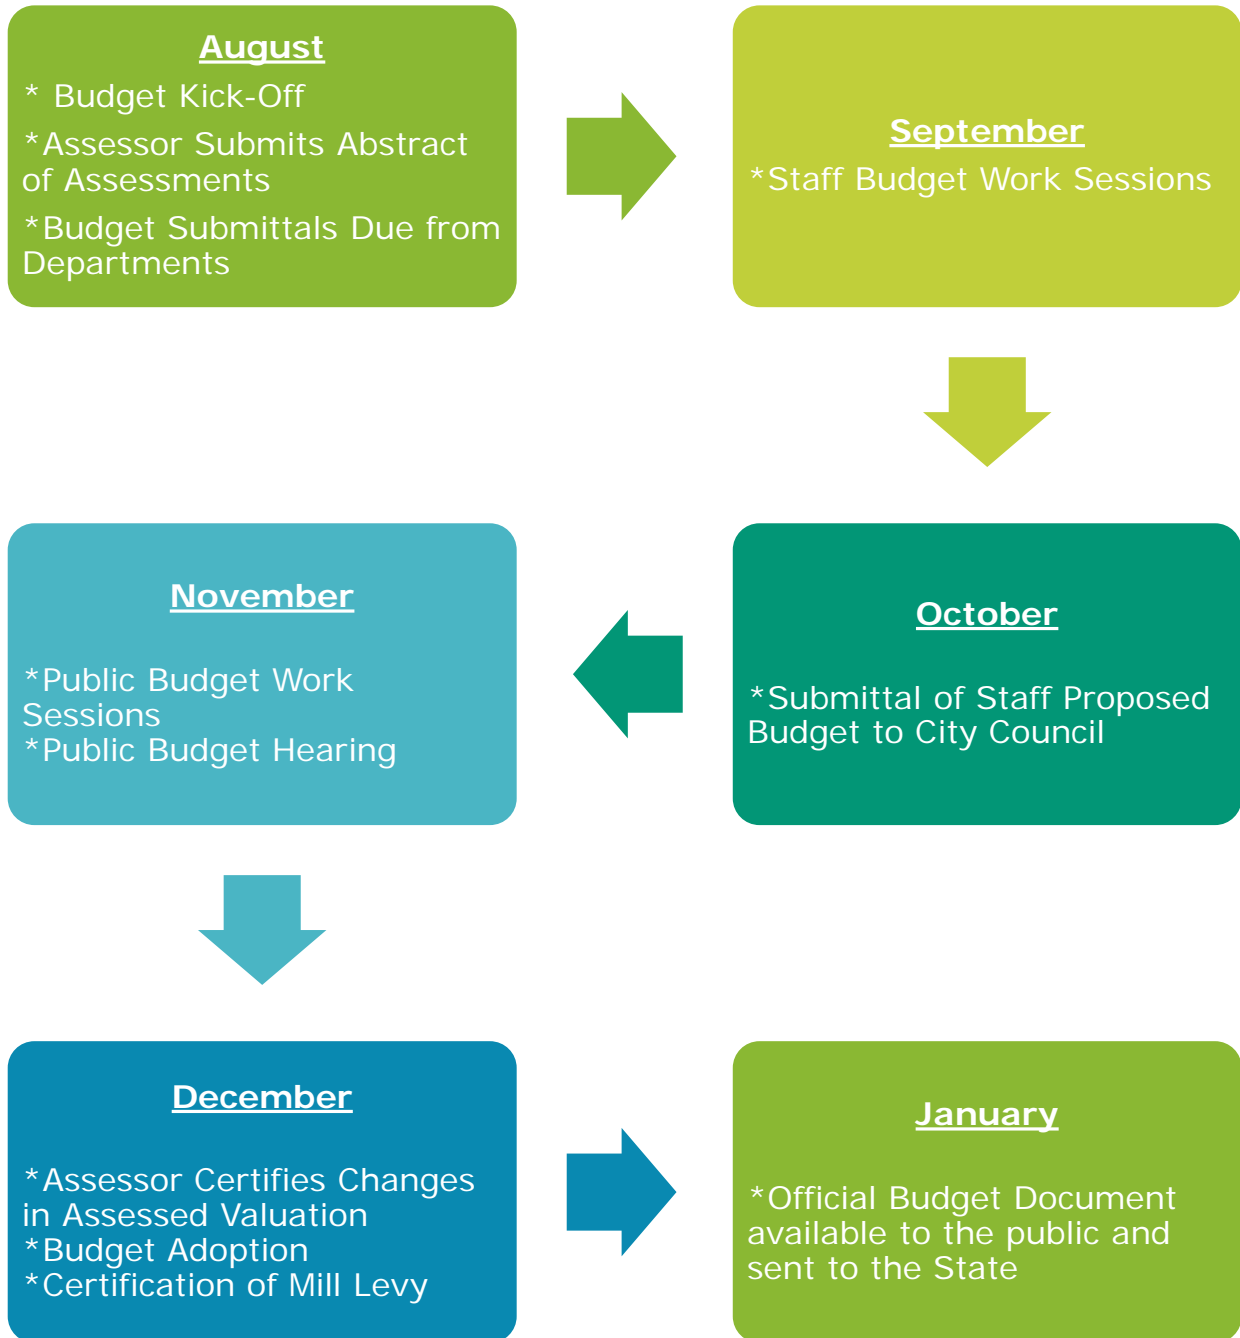 August
* Budget Kick-Off
*Assessor Submits Abstract
of Assessments
*Budget Submittals Due from
Departments
September
*Staff Budget Work Sessions
October
*Submittal of Staff Proposed
Budget to City Council
November
*Public Budget Work
Sessions
*Public Budget Hearing
December
*Assessor Certifies Changes
in Assessed Valuation
*Budget Adoption
*Certification of Mill Levy
January
*Official Budget Document
available to the public and
sent to the State